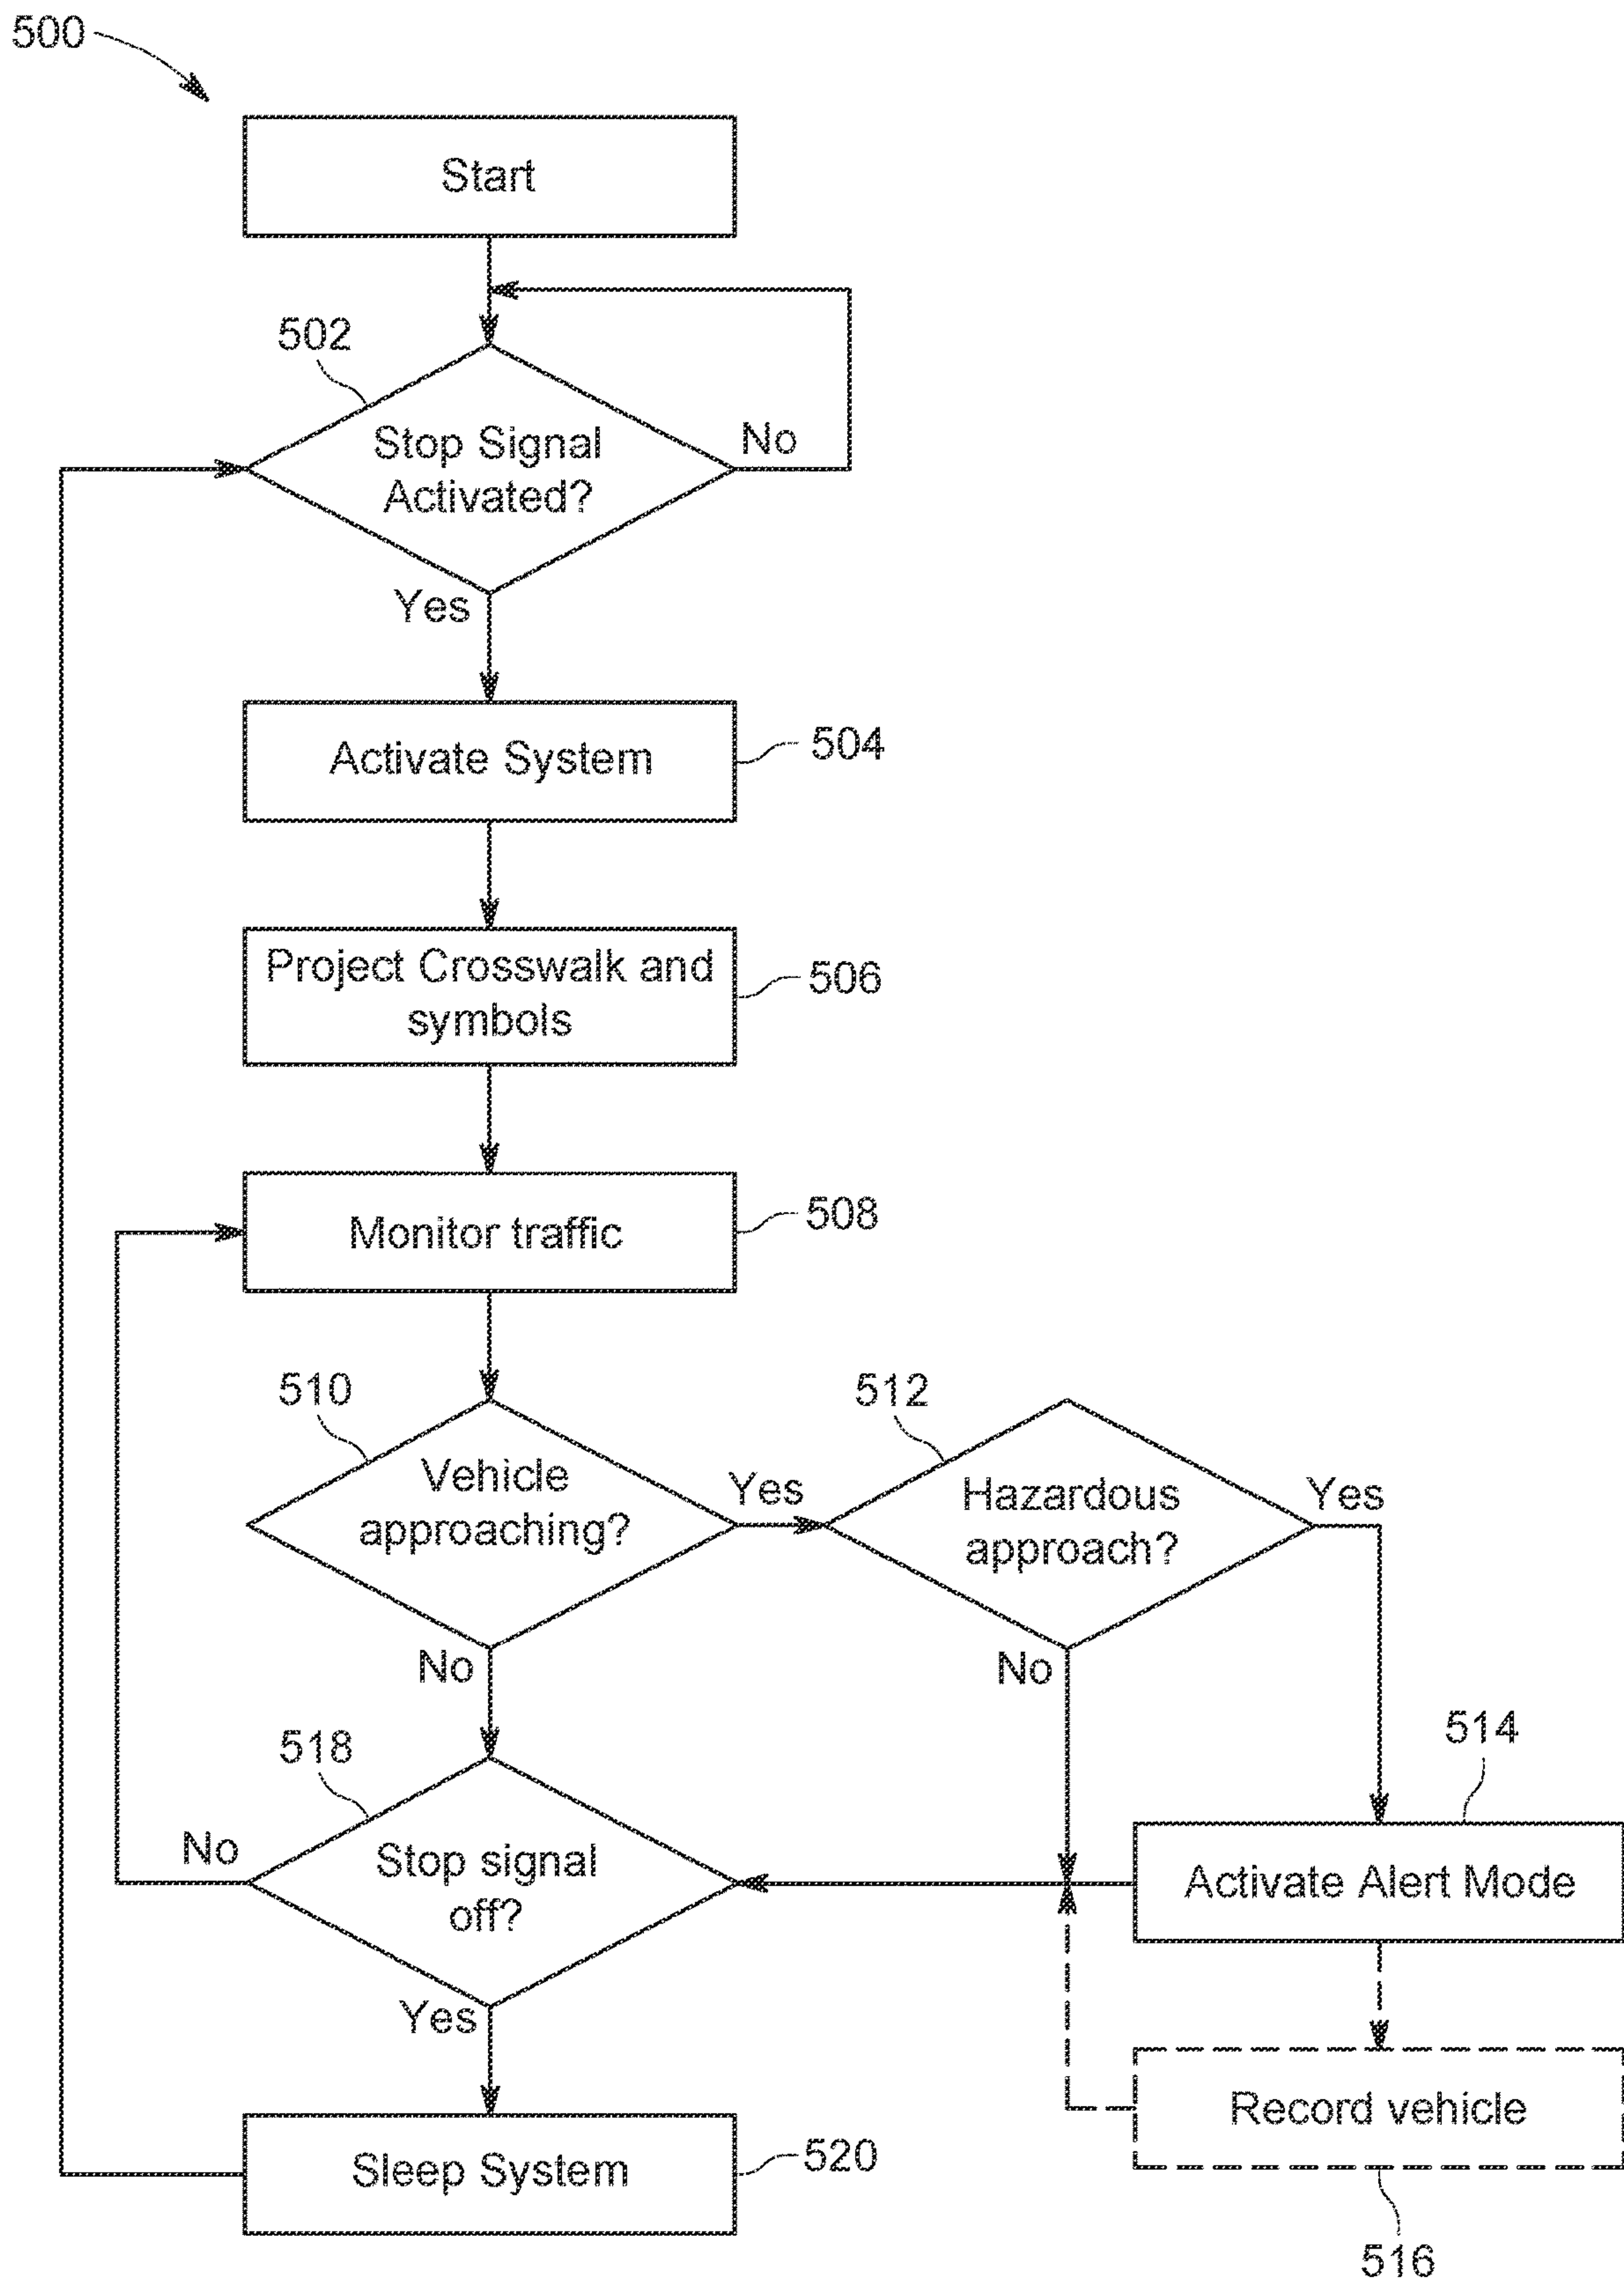 500
Start
502
Stop Signal
Activated?
No
Yes
Activate System
504
Project Crosswalk and
symbols
506
Monitor traffic
508
510
Vehicle
approaching?
Yes
No
512
Hazardous
approach?
Yes
No
514
Activate Alert Mode
518
Stop signal
off?
No
Yes
Record vehicle
516
Sleep System
520